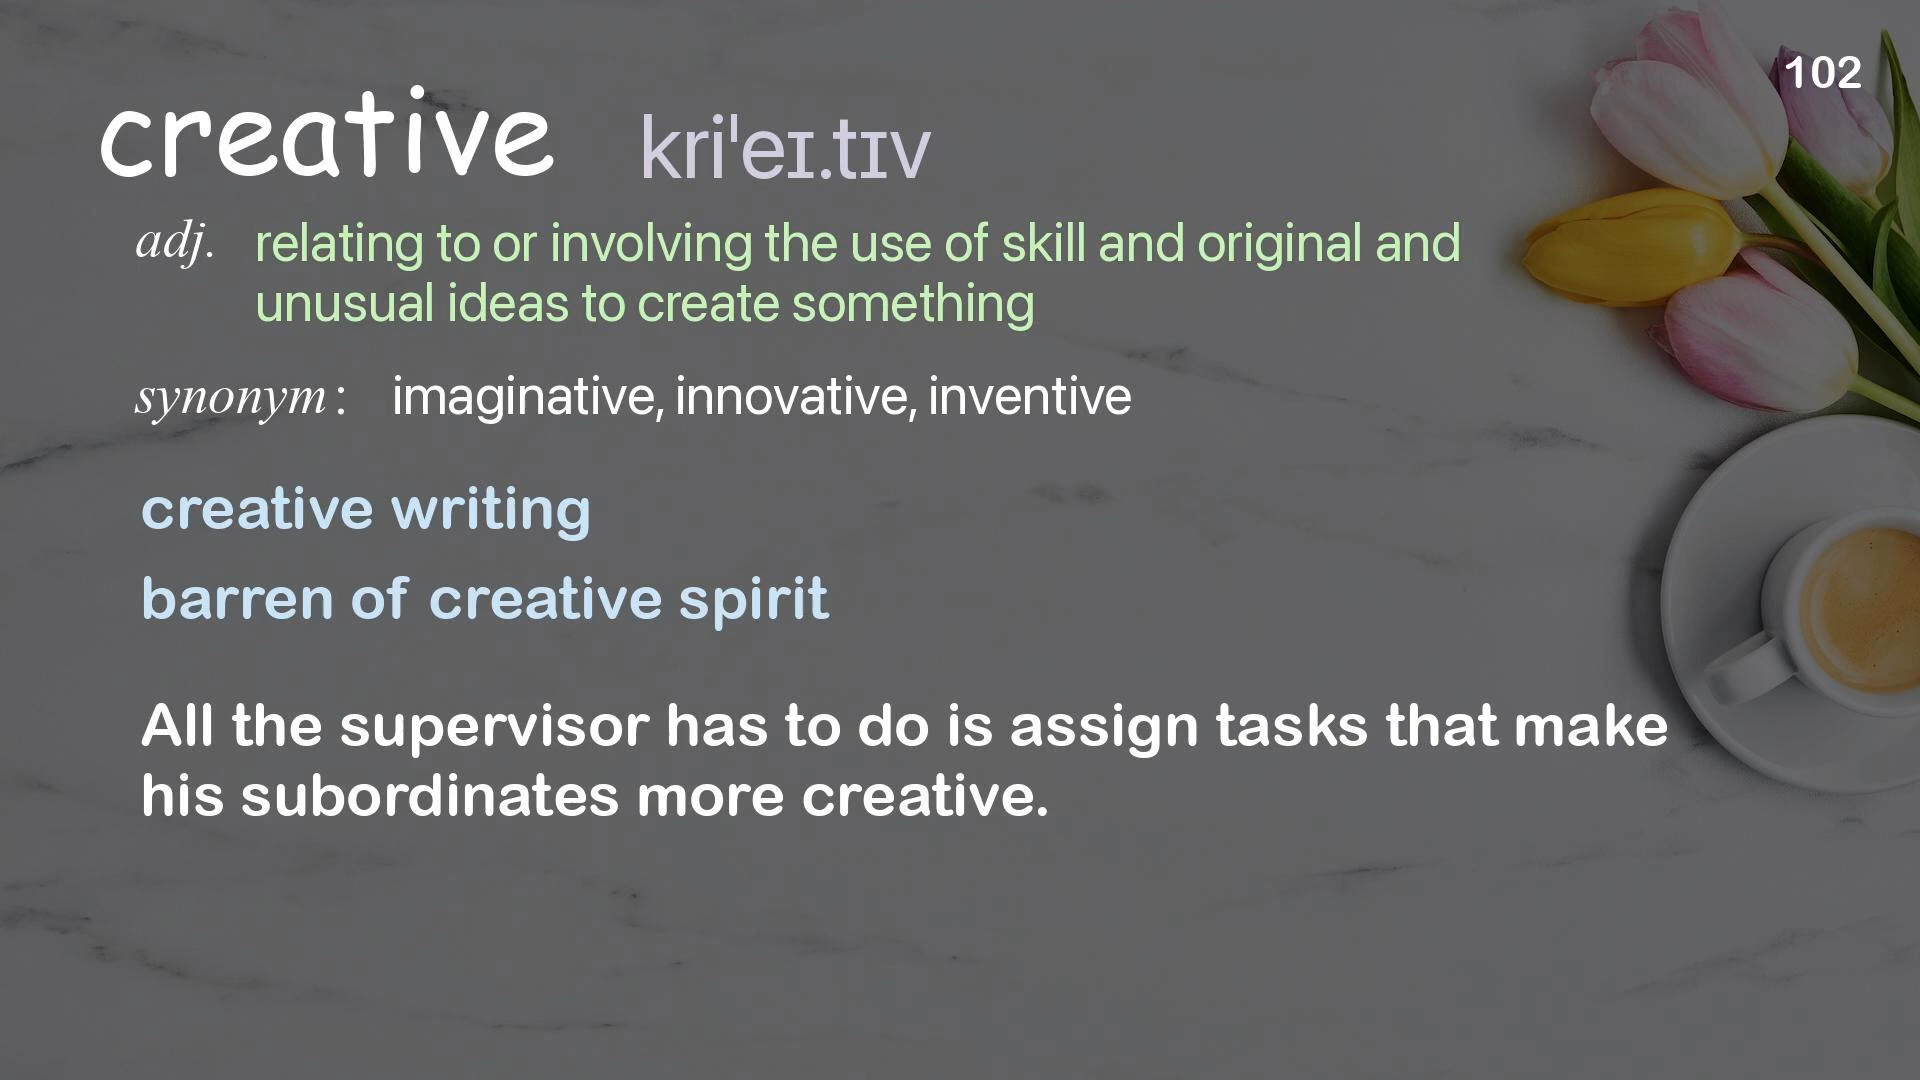 102
creative kriˈeɪ.tɪv
adj. relating to or involving the use of skill and original and
unusual ideas to create something
synonym: imaginative, innovative, inventive
creative writing
barren of creative spirit
All the supervisor has to do is assign tasks that make
his subordinates more creative.